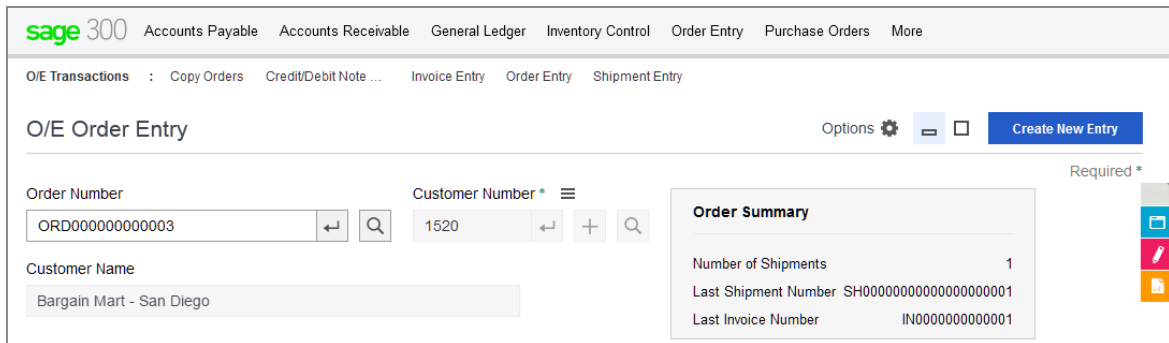 sage 300 Accounts Payable Accounts Receivable General Ledger Inventory Control Order Entry Purchase Orders More
O/E Transactions : Copy Orders Credit/Debit Note ... Invoice Entry Order Entry Shipment Entry
O/E Order Entry Options Create New Entry
Required *
Order Number Customer Number *
ORD000000000003 1520
Customer Name
Bargain Mart - San Diego
Order Summary
Number of Shipments 1
Last Shipment Number SH00000000000000000001
Last Invoice Number IN0000000000001